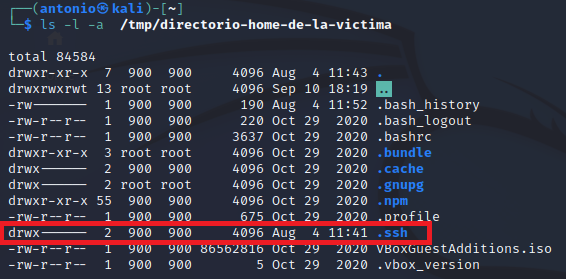 ┌──(antonio㉿kali)-[~]
└─$ ls -l -a  /tmp/directorio-home-de-la-victima
total 84584
drwxr-xr-x  7  900  900     4096 Aug  4 11:43 .
drwxrwxrwt 13 root root     4096 Sep 10 18:19 ..
-rw-------  1  900  900      190 Aug  4 11:52 .bash_history
-rw-r--r--  1  900  900      220 Oct 29  2020 .bash_logout
-rw-r--r--  1  900  900     3637 Oct 29  2020 .bashrc
drwxr-xr-x  3 root root     4096 Oct 29  2020 .bundle
drwx------  2  900  900     4096 Oct 29  2020 .cache
drwx------  2 root root     4096 Oct 29  2020 .gnupg
drwxr-xr-x 55  900  900     4096 Oct 29  2020 .npm
-rw-r--r--  1  900  900      675 Oct 29  2020 .profile
drwx------  2  900  900     4096 Aug  4 11:41 .ssh
-rw-r--r--  1  900  900 86562816 Oct 29  2020 VBoxGuestAdditions.iso
-rw-r--r--  1  900  900        5 Oct 29  2020 .vbox_version